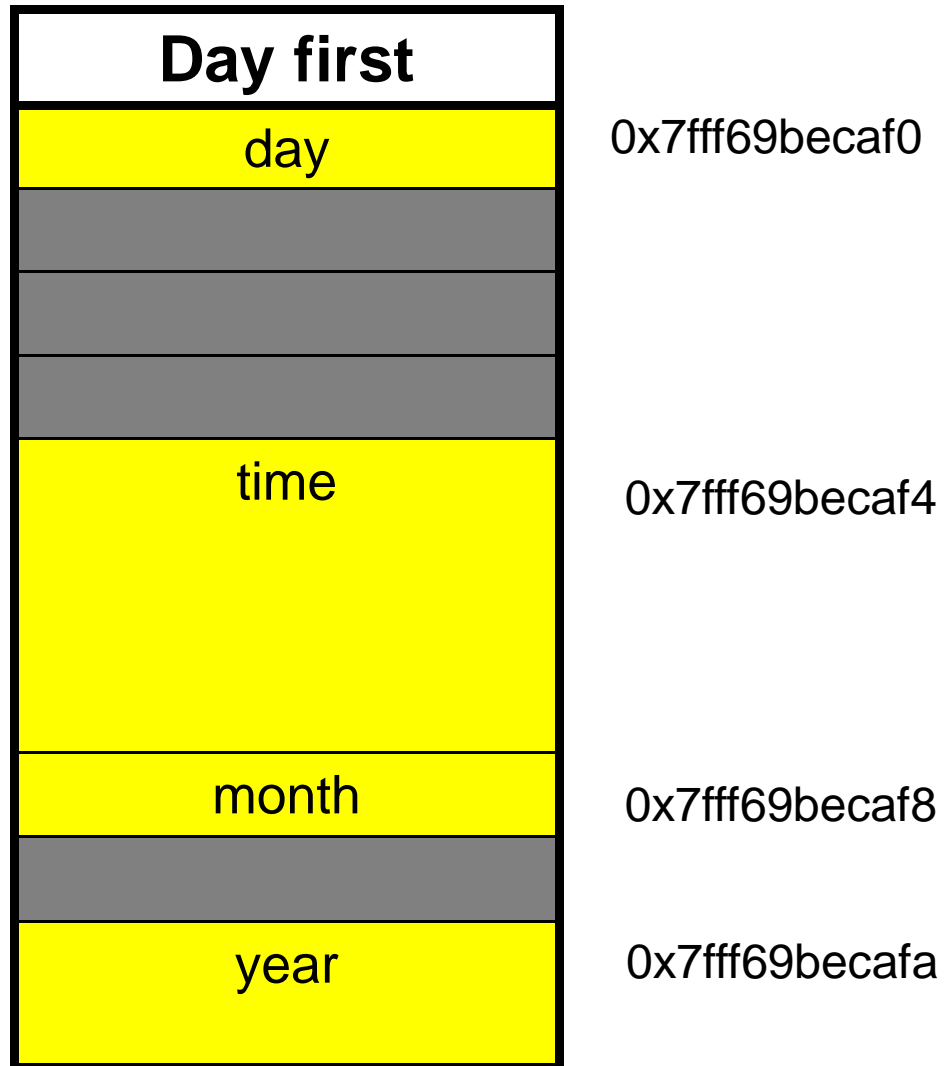 Day first
day 0x7fff69becaf0
time 0x7fff69becaf4
month 0x7fff69becaf8
year 0x7fff69becafa